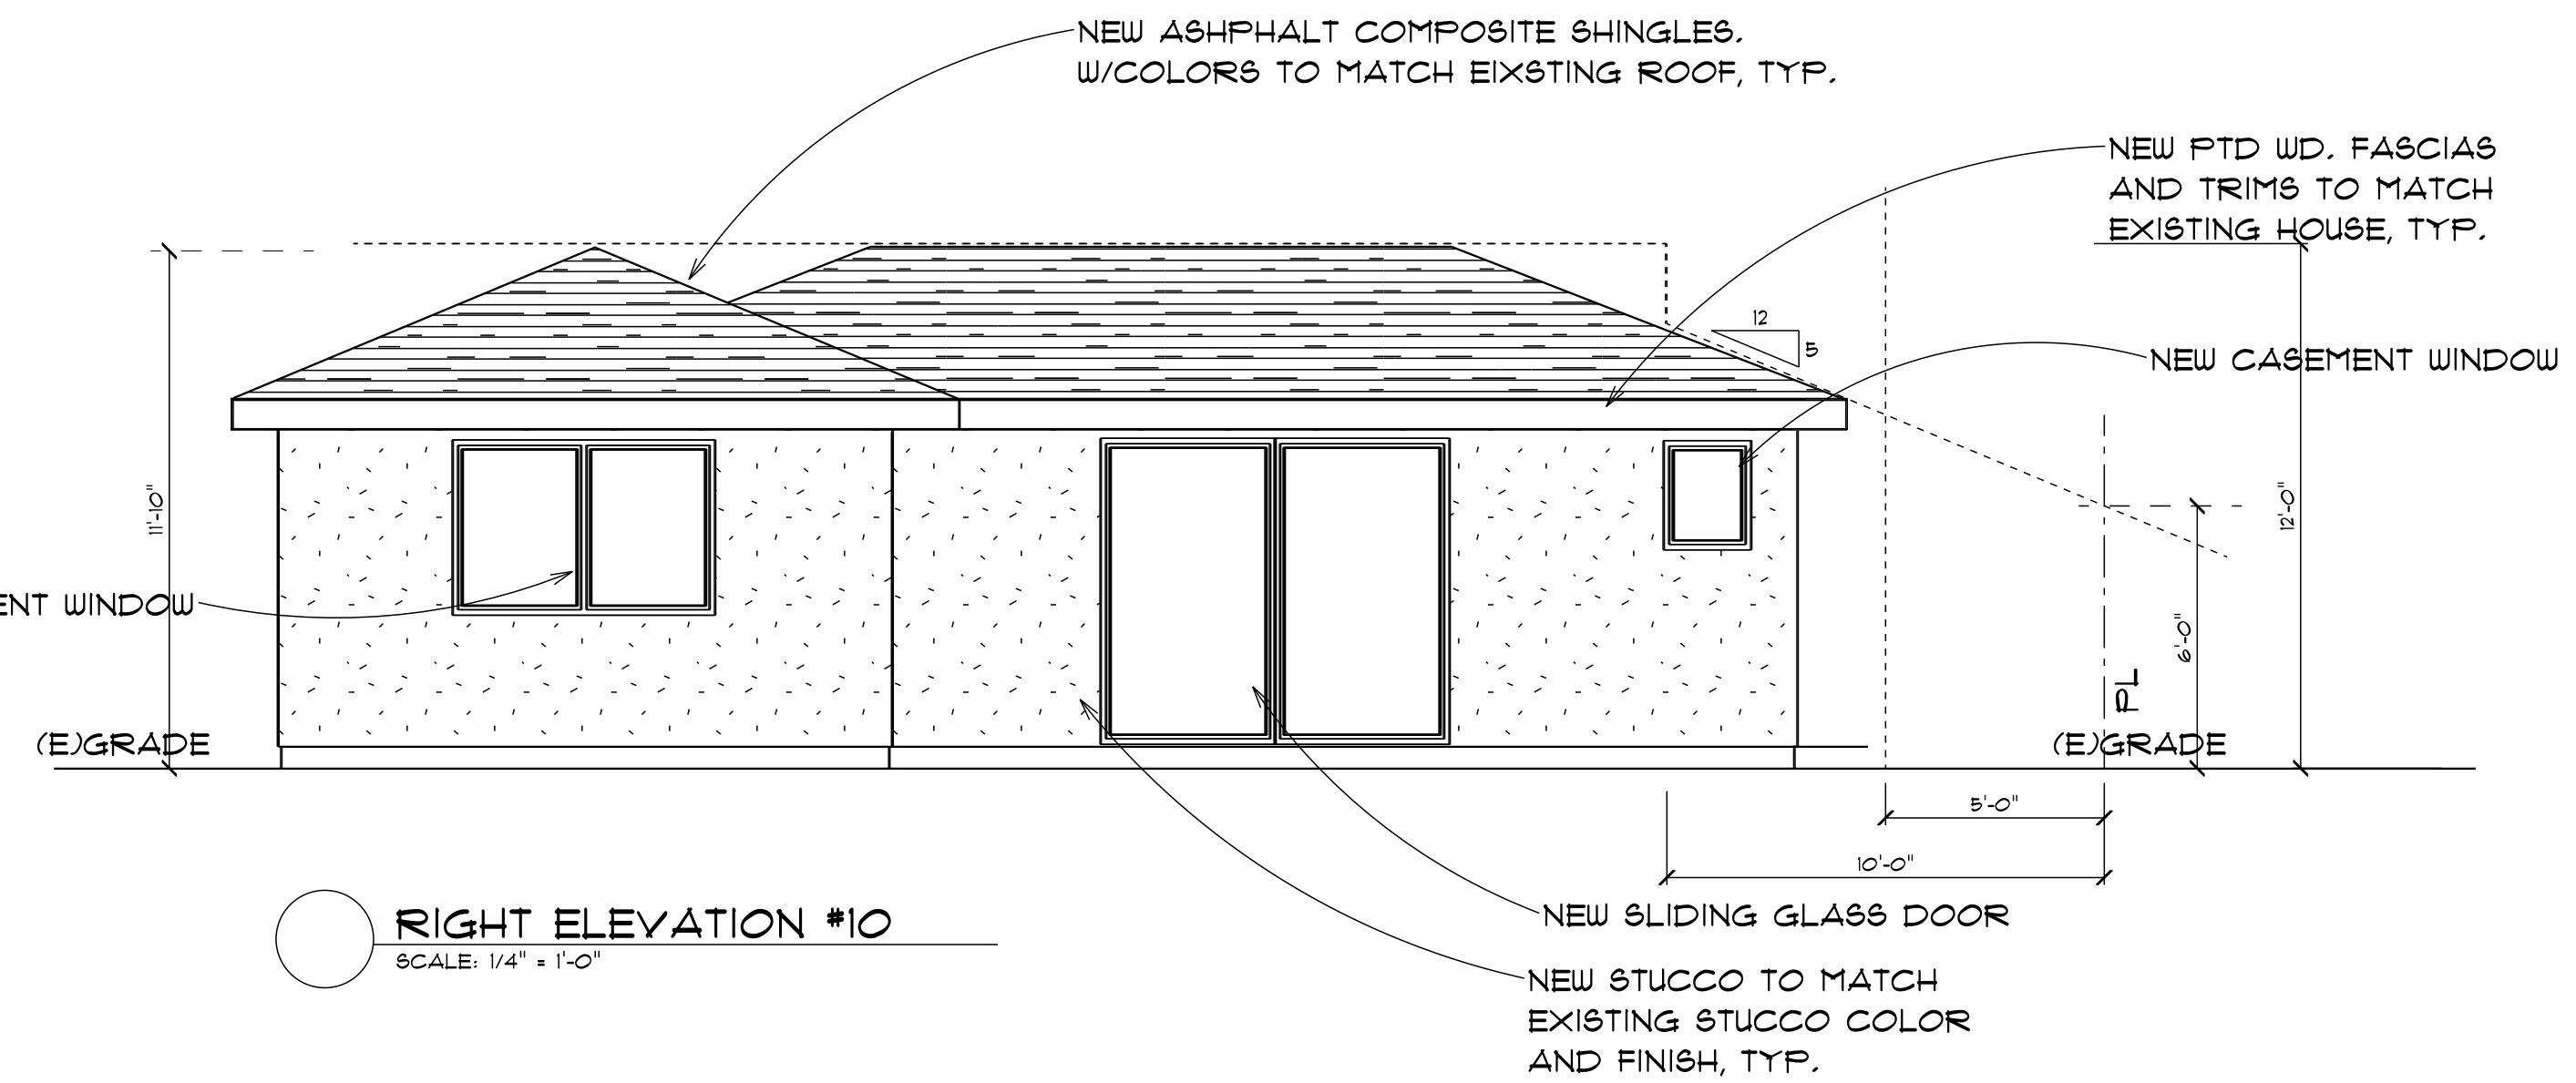 NEW ASHPHALT COMPOSITE SHINGLES.
W/COLORS TO MATCH EIXSTING ROOF, TYP.
NEW PTD WD. FASCIAS
AND TRIMS TO MATCH
EXISTING HOUSE, TYP.
12
5
NEW CASEMENT WINDOW
11'-10"
12'-0"
ENT WINDOW
6'-0"
PL
(E)GRADE
(E)GRADE
5'-0"
10'-0"
RIGHT ELEVATION #10
SCALE: 1/4" = 1'-0"
NEW SLIDING GLASS DOOR
NEW STUCCO TO MATCH
EXISTING STUCCO COLOR
AND FINISH, TYP.